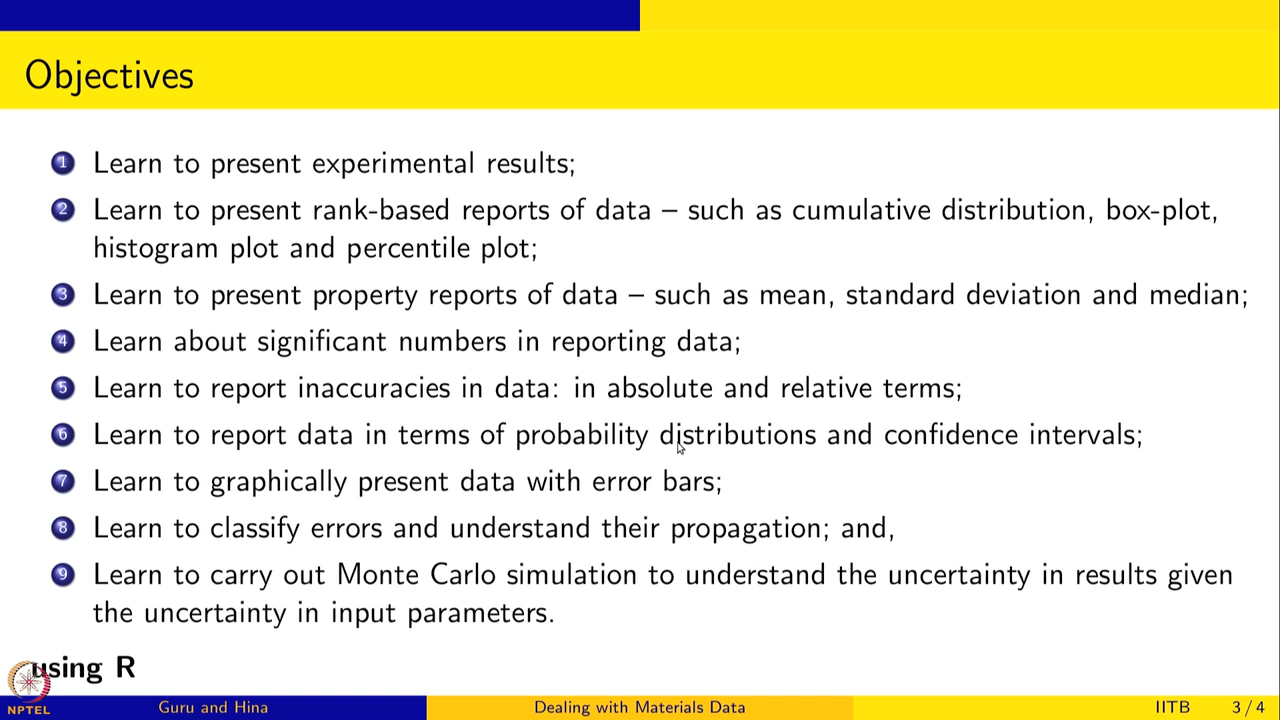 Objectives
1 Learn to present experimental results;
2 Learn to present rank-based reports of data – such as cumulative distribution, box-plot,
histogram plot and percentile plot;
3 Learn to present property reports of data – such as mean, standard deviation and median;
4 Learn about significant numbers in reporting data;
5 Learn to report inaccuracies in data: in absolute and relative terms;
6 Learn to report data in terms of probability distributions and confidence intervals;
7 Learn to graphically present data with error bars;
8 Learn to classify errors and understand their propagation; and,
9 Learn to carry out Monte Carlo simulation to understand the uncertainty in results given
the uncertainty in input parameters.
using R
NPTEL Guru and Hina Dealing with Materials Data IITB 3 / 4